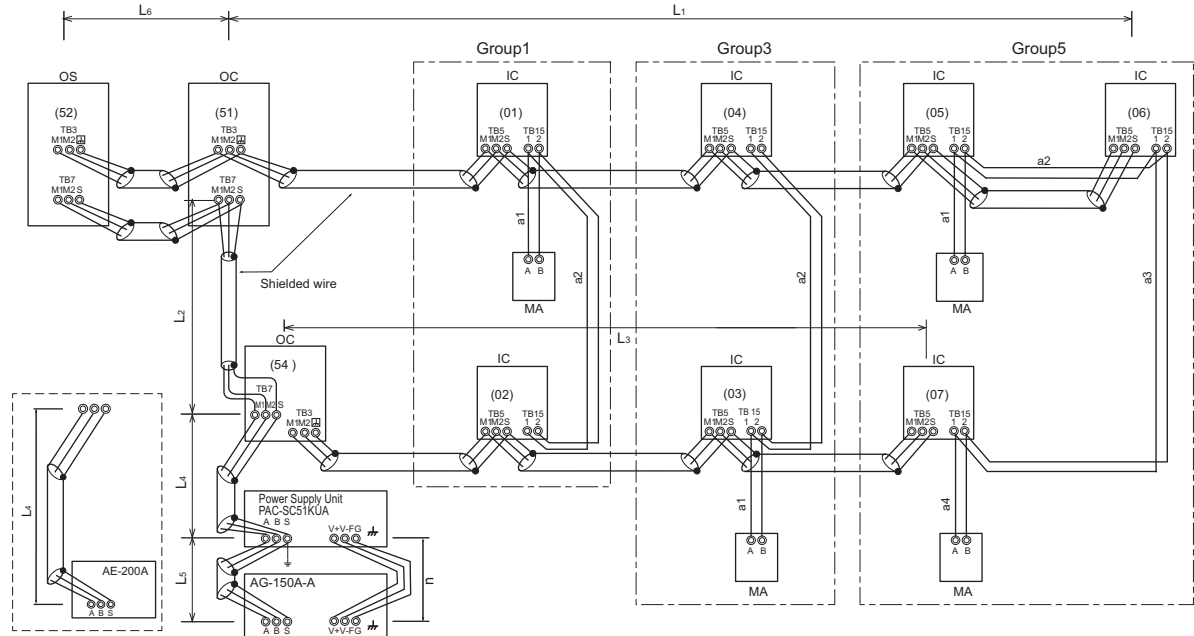 L6
L1
Group1
Group3
Group5
OS
OC
IC
IC
IC
IC
(52)
(51)
(01)
(04)
(05)
(06)
TB3
M1M2
TB3
M1M2
TB5
M1M2S
TB15
1 2
TB5
M1M2S
TB15
1 2
TB5
M1M2S
TB15
1 2
TB5
M1M2S
TB15
1 2
a2
TB7
M1M2S
TB7
M1M2 S
a1
a1
A B
MA
A B
MA
a2
a2
a3
Shielded wire
L2
L3
OC
(54)
IC
IC
IC
(02)
(03)
(07)
TB7
M1M2S
TB3
M1M2
TB5
M1M2S
TB15
1 2
TB5
M1M2S
TB 15
1 2
TB5
M1M2S
TB15
1 2
L4
L4
Power Supply Unit
PAC-SC51KUA
A B S
V+V-FG
a1
a4
A B
MA
A B
MA
AE-200A
A B S
L5
AG-150A-A
n
A B S
V+V-FG